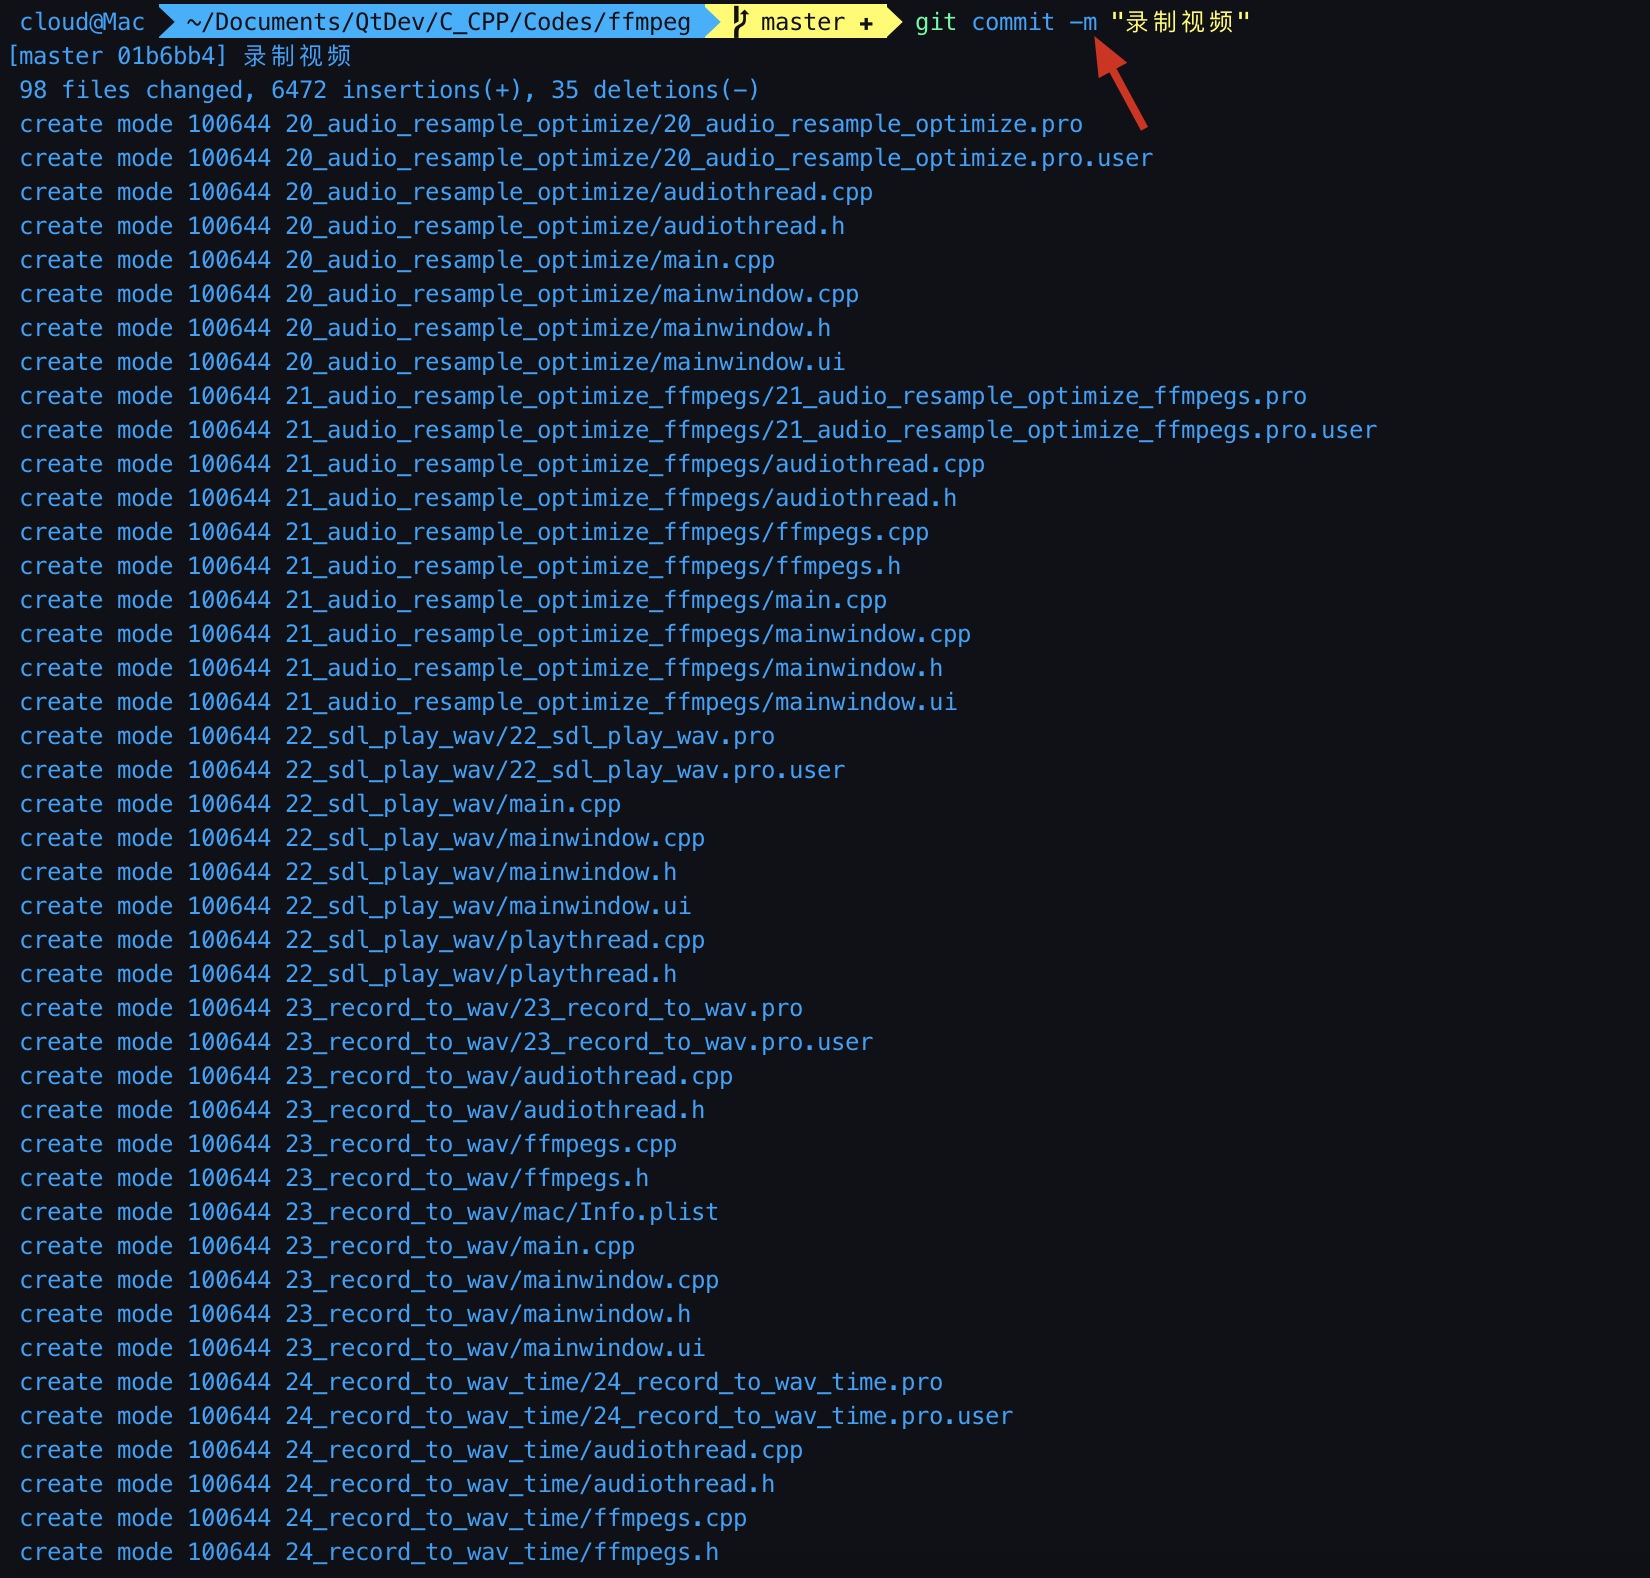 cloud@Mac ~/Documents/QtDev/C_CPP/Codes/ffmpeg master + git commit -m "录制视频"
[master 01b6bb4] 录制视频
98 files changed, 6472 insertions(+), 35 deletions(-)
create mode 100644 20_audio_resample_optimize/20_audio_resample_optimize.pro
create mode 100644 20_audio_resample_optimize/20_audio_resample_optimize.pro.user
create mode 100644 20_audio_resample_optimize/audiothread.cpp
create mode 100644 20_audio_resample_optimize/audiothread.h
create mode 100644 20_audio_resample_optimize/main.cpp
create mode 100644 20_audio_resample_optimize/mainwindow.cpp
create mode 100644 20_audio_resample_optimize/mainwindow.h
create mode 100644 20_audio_resample_optimize/mainwindow.ui
create mode 100644 21_audio_resample_optimize_ffmpegs/21_audio_resample_optimize_ffmpegs.pro
create mode 100644 21_audio_resample_optimize_ffmpegs/21_audio_resample_optimize_ffmpegs.pro.user
create mode 100644 21_audio_resample_optimize_ffmpegs/audiothread.cpp
create mode 100644 21_audio_resample_optimize_ffmpegs/audiothread.h
create mode 100644 21_audio_resample_optimize_ffmpegs/ffmpegs.cpp
create mode 100644 21_audio_resample_optimize_ffmpegs/ffmpegs.h
create mode 100644 21_audio_resample_optimize_ffmpegs/main.cpp
create mode 100644 21_audio_resample_optimize_ffmpegs/mainwindow.cpp
create mode 100644 21_audio_resample_optimize_ffmpegs/mainwindow.h
create mode 100644 21_audio_resample_optimize_ffmpegs/mainwindow.ui
create mode 100644 22_sdl_play_wav/22_sdl_play_wav.pro
create mode 100644 22_sdl_play_wav/22_sdl_play_wav.pro.user
create mode 100644 22_sdl_play_wav/main.cpp
create mode 100644 22_sdl_play_wav/mainwindow.cpp
create mode 100644 22_sdl_play_wav/mainwindow.h
create mode 100644 22_sdl_play_wav/mainwindow.ui
create mode 100644 22_sdl_play_wav/playthread.cpp
create mode 100644 22_sdl_play_wav/playthread.h
create mode 100644 23_record_to_wav/23_record_to_wav.pro
create mode 100644 23_record_to_wav/23_record_to_wav.pro.user
create mode 100644 23_record_to_wav/audiothread.cpp
create mode 100644 23_record_to_wav/audiothread.h
create mode 100644 23_record_to_wav/ffmpegs.cpp
create mode 100644 23_record_to_wav/ffmpegs.h
create mode 100644 23_record_to_wav/mac/Info.plist
create mode 100644 23_record_to_wav/main.cpp
create mode 100644 23_record_to_wav/mainwindow.cpp
create mode 100644 23_record_to_wav/mainwindow.h
create mode 100644 23_record_to_wav/mainwindow.ui
create mode 100644 24_record_to_wav_time/24_record_to_wav_time.pro
create mode 100644 24_record_to_wav_time/24_record_to_wav_time.pro.user
create mode 100644 24_record_to_wav_time/audiothread.cpp
create mode 100644 24_record_to_wav_time/audiothread.h
create mode 100644 24_record_to_wav_time/ffmpegs.cpp
create mode 100644 24_record_to_wav_time/ffmpegs.h